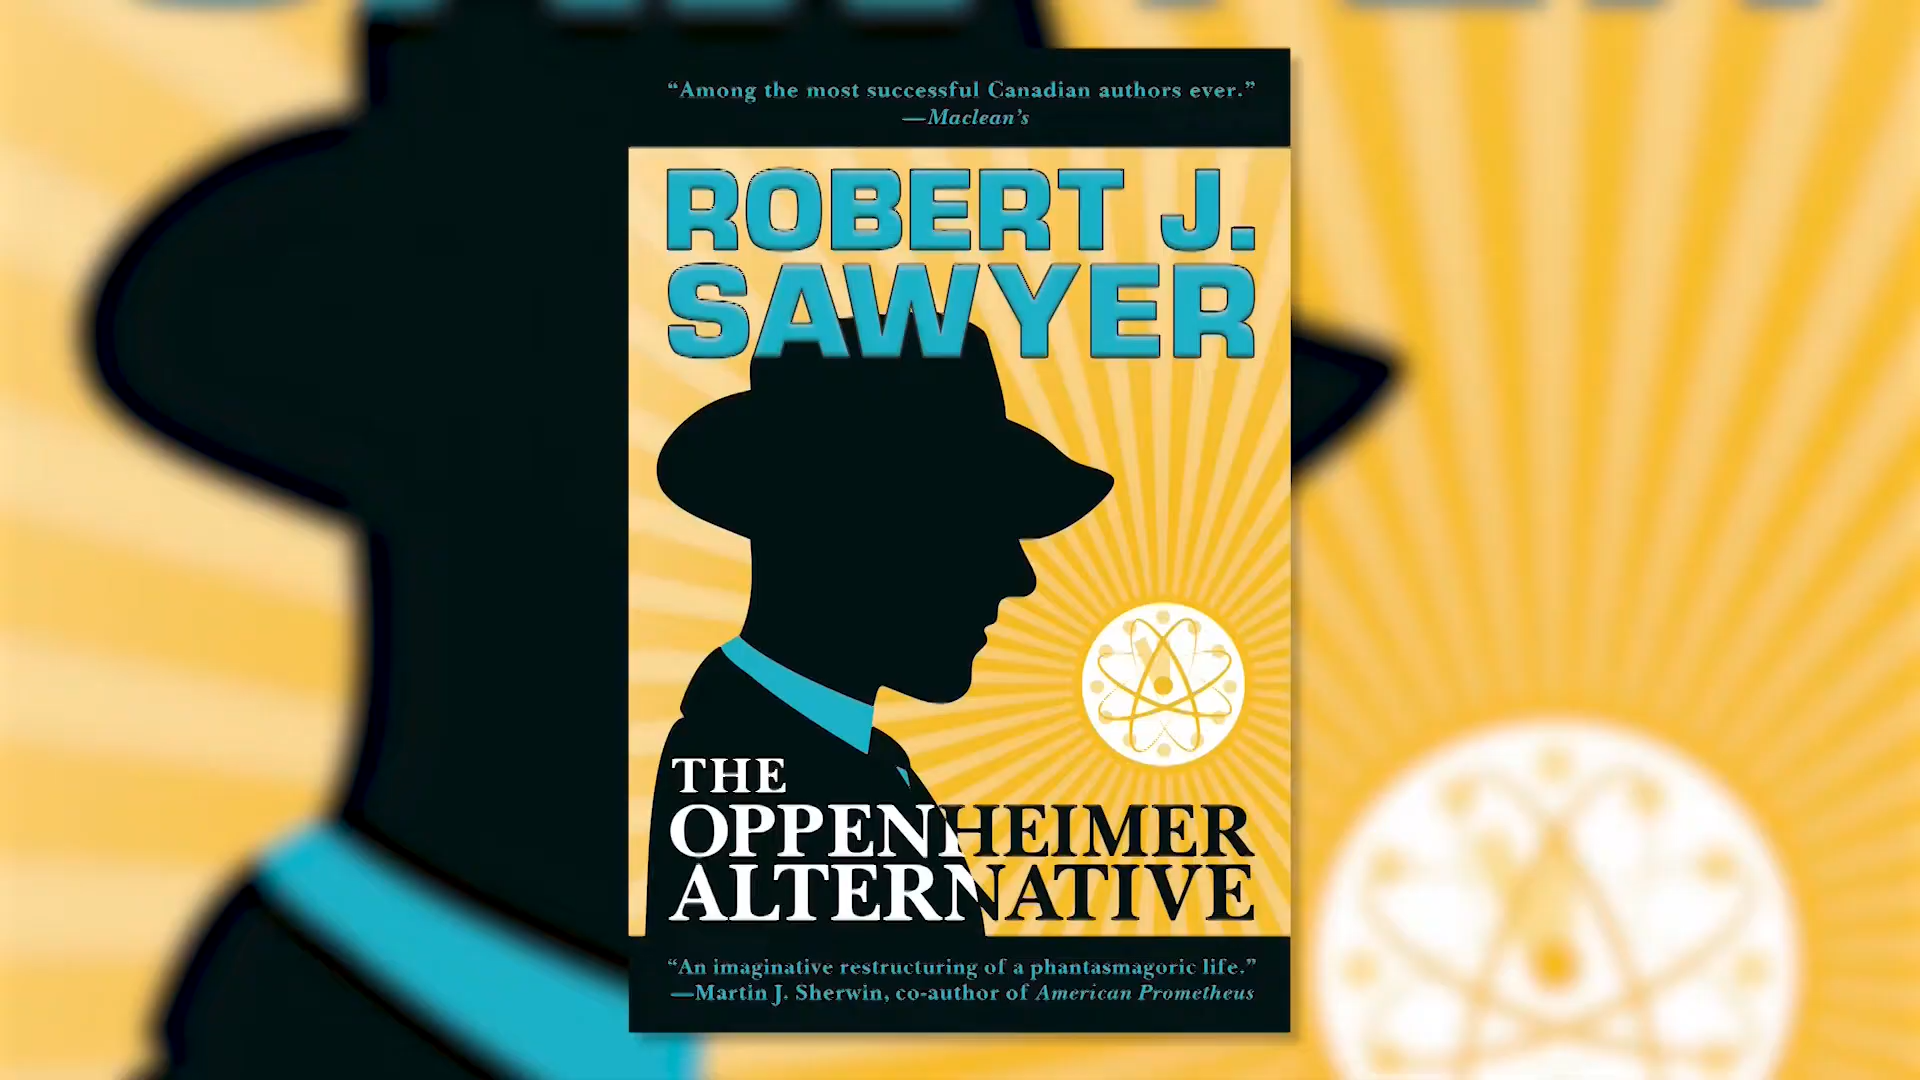 “Among the most successful Canadian authors ever.”
—Maclean’s
ROBERT J.
SAWYER
THE
OPPENHEIMER
ALTERNATIVE
“An imaginative restructuring of a phantasmagoric life.”
—Martin J. Sherwin, co-author of American Prometheus